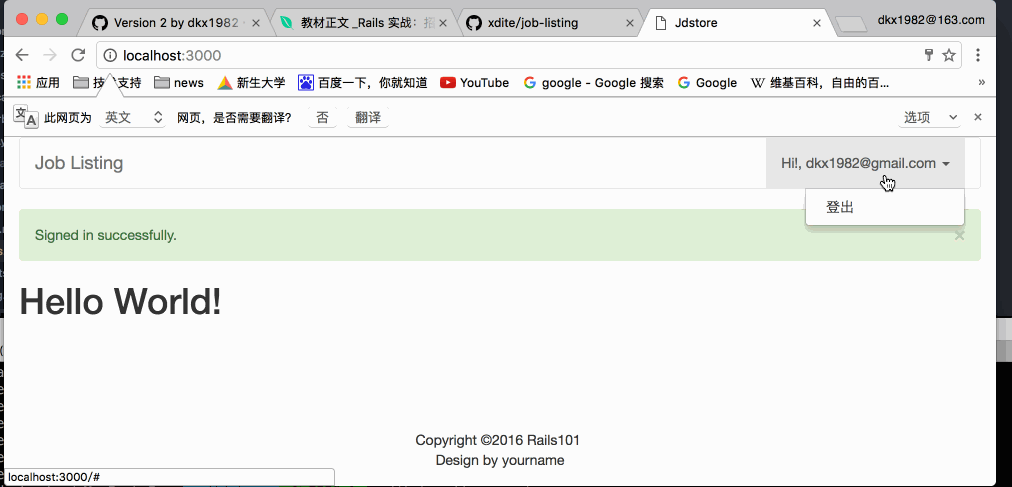 Version 2 by dkx1982 ·
教材正文 _Rails 实战：招
xdite/job-listing
Jdstore
dkx1982@163.com
localhost:3000
应用
支持
news
新生大学
百度一下，你就知道
YouTube
google - Google 搜索
Google
维基百科，自由的百...
»
此网页为 英文 网页，是否需要翻译？ 否 翻译 选项
Job Listing
Hi!, dkx1982@gmail.com
登出
Signed in successfully.
×
Hello World!
Copyright ©2016 Rails101
Design by yourname
localhost:3000/#